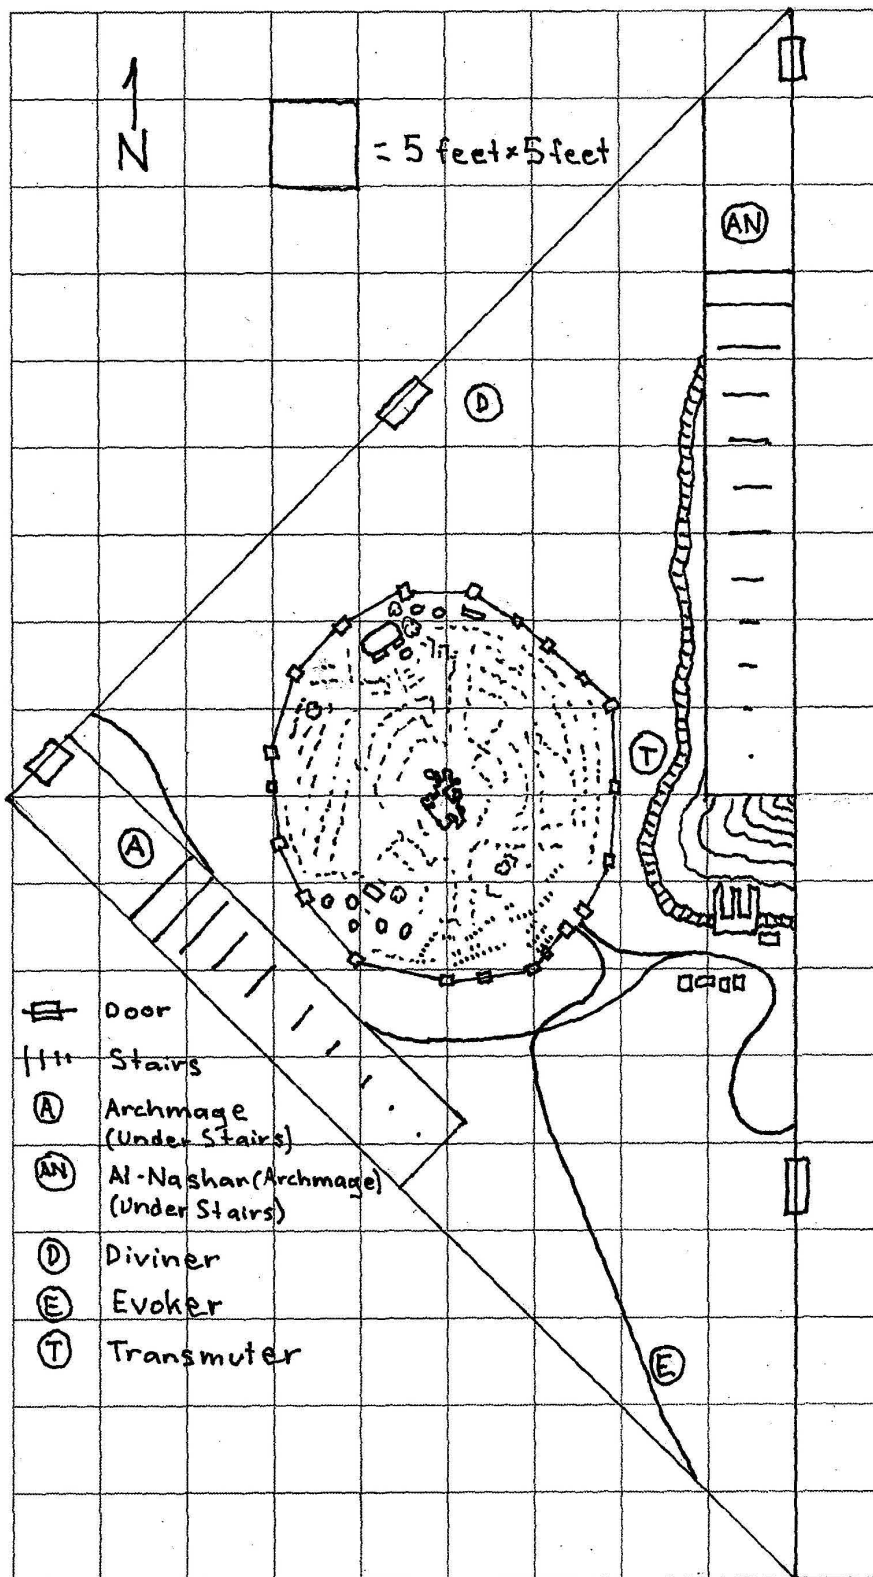 N
= 5 feet × 5 feet
AN
D
T
A
E
Door
Stairs
A Archmage
(Under Stairs)
AN Al-Nashan (Archmage)
(Under Stairs)
D Diviner
E Evoker
T Transmuter